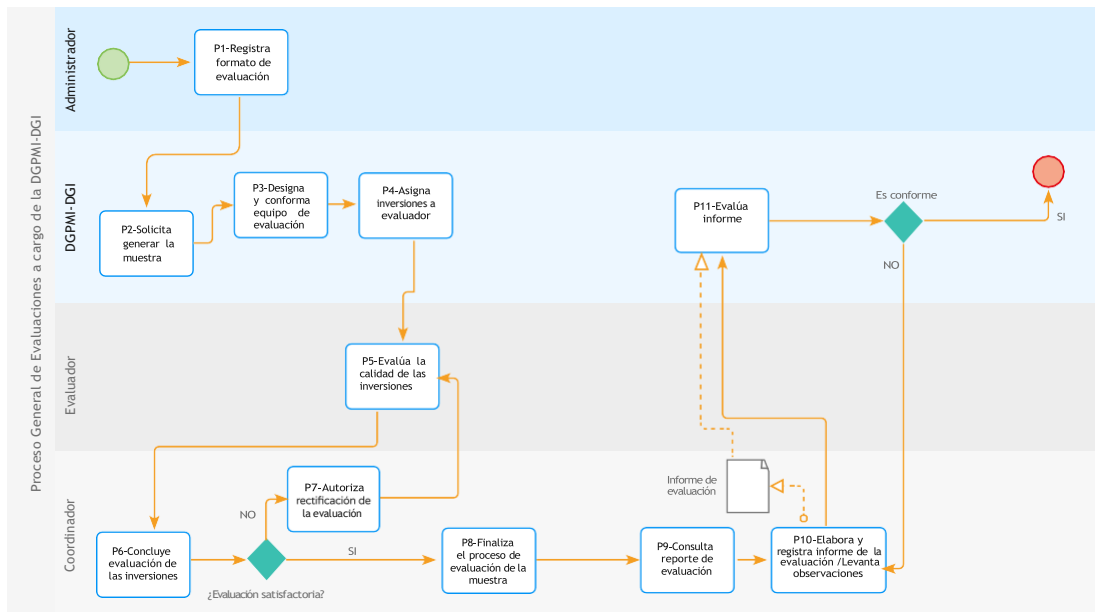 Proceso General de Evaluaciones a cargo de la DGPMI-DGI
Administrador
P1-Registra
formato de
evaluación
DGPMI-DGI
P2-Solicita
generar la
muestra
P3-Designa
y conforma
equipo de
evaluación
P4-Asigna
inversiones a
evaluador
P11-Evalúa
informe
Es conforme
SI
NO
Evaluador
P5-Evalúa la
calidad de las
inversiones
Coordinador
P6-Concluye
evaluación de
las inversiones
¿Evaluación satisfactoria?
NO
P7-Autoriza
rectificación de
la evaluación
SI
P8-Finaliza
el proceso de
evaluación de la
muestra
P9-Consulta
reporte de
evaluación
Informe de
evaluación
P10-Elabora y
registra informe de la
evaluación /Levanta
observaciones